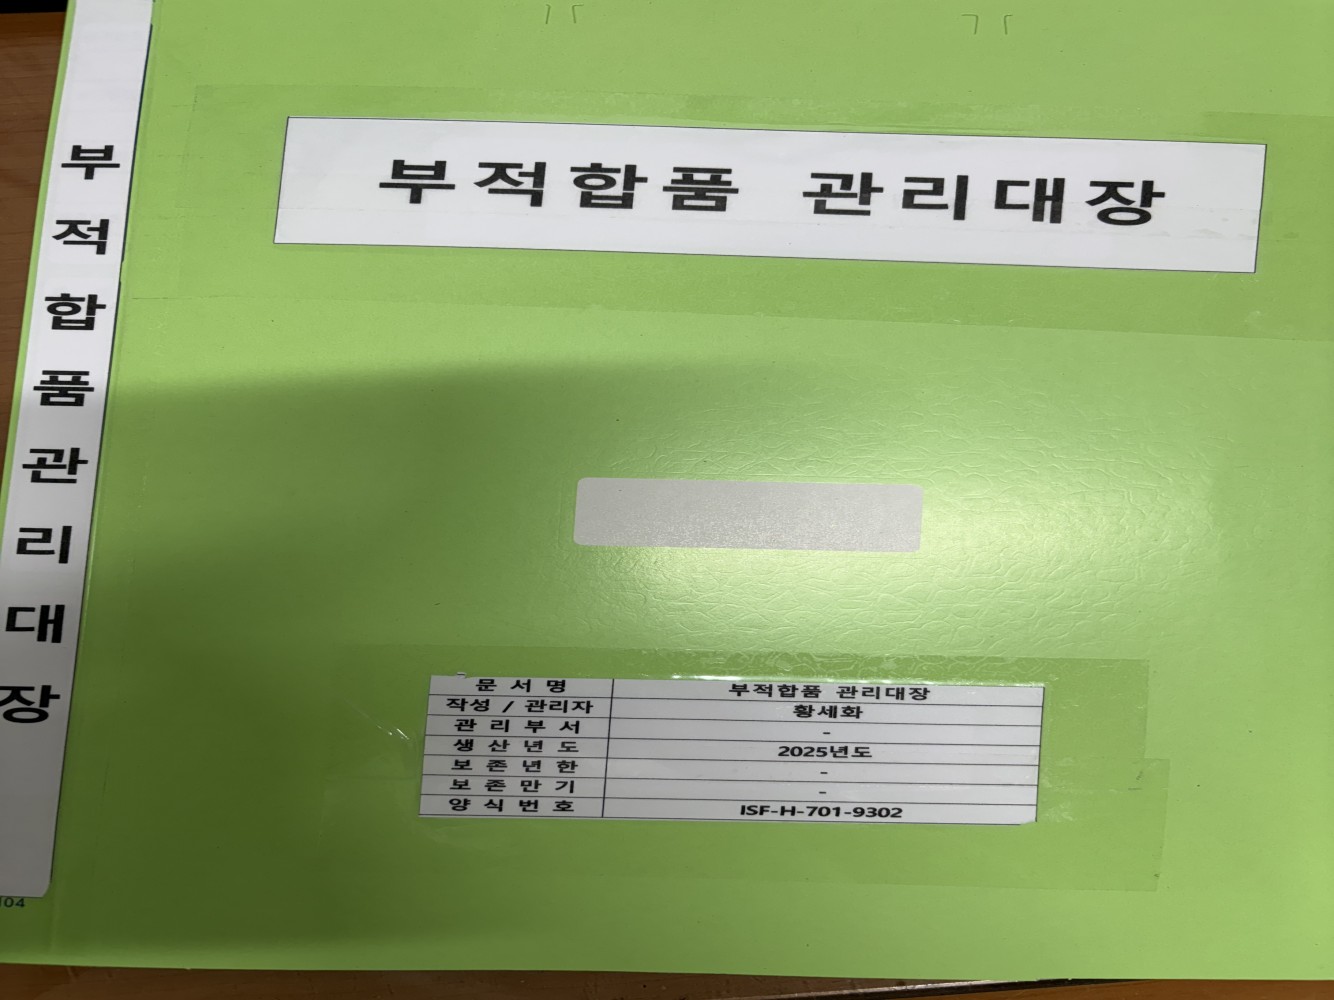 부적합품관리대장
부적합품 관리대장
문서명 부적합품 관리대장
작성 / 관리자 황세화
관리부서 -
생산년도 2025년도
보존년한 -
보존만기 -
양식번호 ISF-H-701-9302